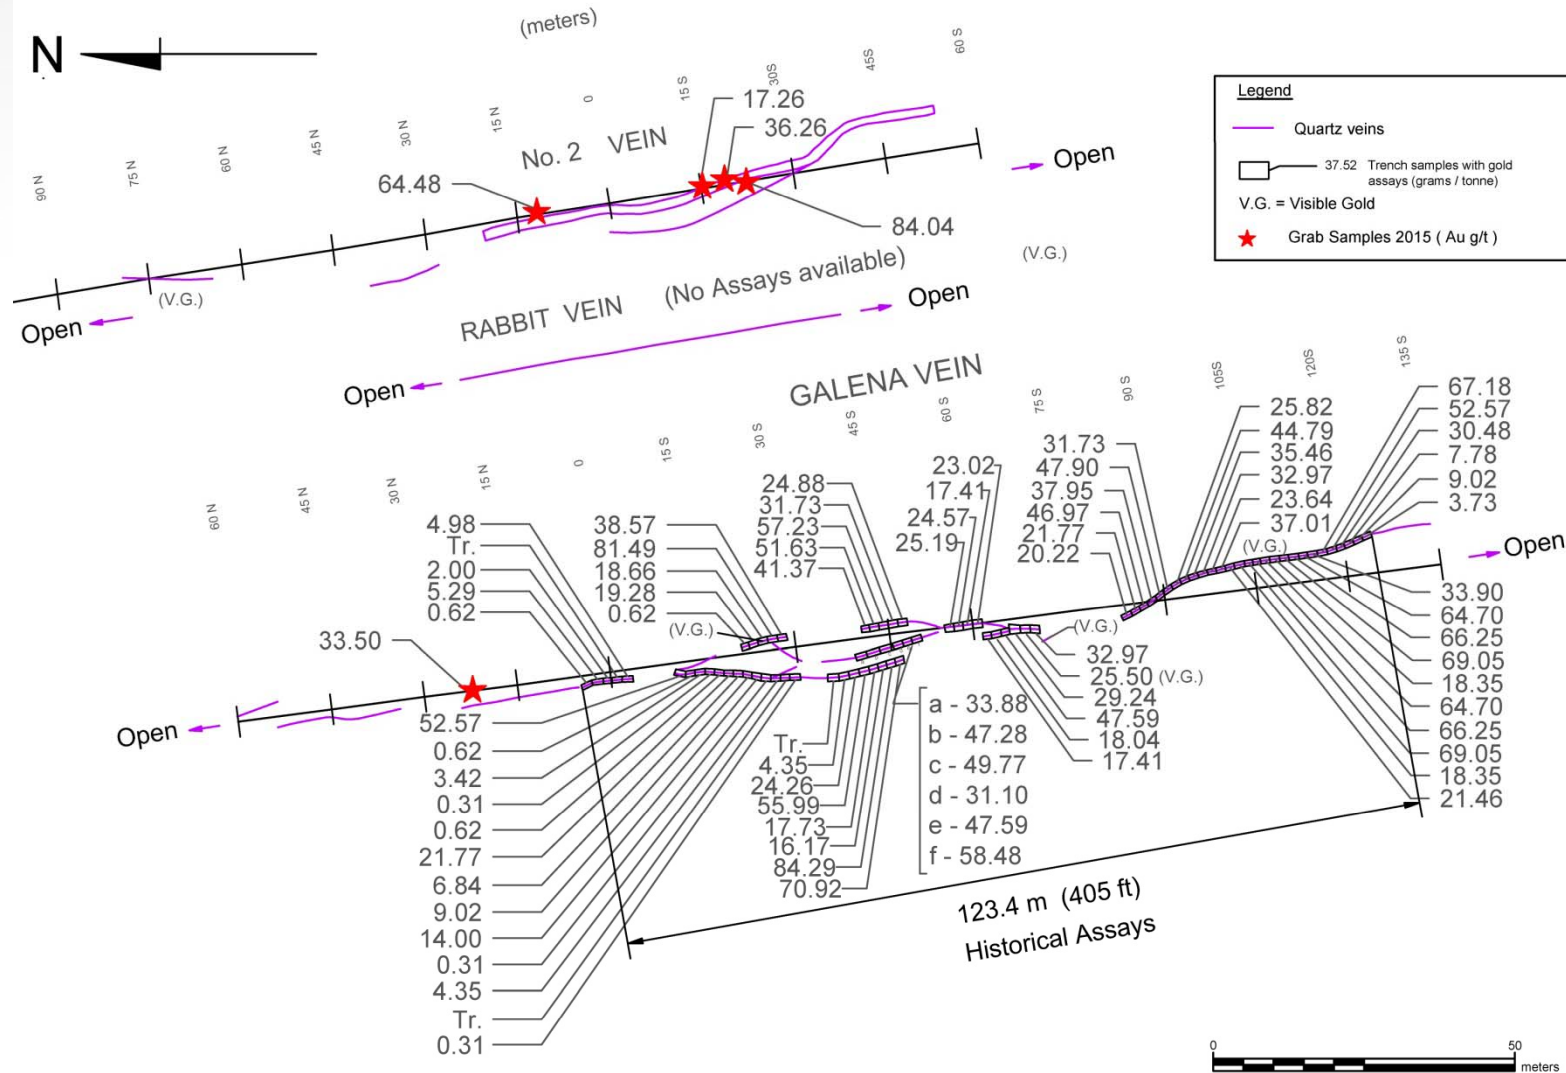 N
(meters)
90 N
75 N
60 N
45 N
30 N
15 N
0
15 S
30S
45S
60 S
No. 2 VEIN
64.48
17.26
36.26
84.04
Open
(V.G.)
Open
(V.G.)
RABBIT VEIN (No Assays available)
Open
Open
Legend
Quartz veins
37.52 Trench samples with gold
assays (grams / tonne)
V.G. = Visible Gold
Grab Samples 2015 ( Au g/t )
GALENA VEIN
60 N
45 N
30 N
15 N
0
15 S
30 S
45 S
60 S
75 S
90 S
105S
120S
135 S
Open
33.50
4.98
Tr.
2.00
5.29
0.62
38.57
81.49
18.66
19.28
0.62
(V.G.)
24.88
31.73
57.23
51.63
41.37
23.02
17.41
24.57
25.19
31.73
47.90
37.95
46.97
21.77
20.22
25.82
44.79
35.46
32.97
23.64
37.01
(V.G.)
67.18
52.57
30.48
7.78
9.02
3.73
Open
52.57
0.62
3.42
0.31
0.62
21.77
6.84
9.02
14.00
0.31
4.35
Tr.
0.31
Tr.
4.35
24.26
55.99
17.73
16.17
84.29
70.92
a - 33.88
b - 47.28
c - 49.77
d - 31.10
e - 47.59
f - 58.48
(V.G.)
32.97
25.50 (V.G.)
29.24
47.59
18.04
17.41
33.90
64.70
66.25
69.05
18.35
64.70
66.25
69.05
18.35
21.46
123.4 m (405 ft)
Historical Assays
0
50
meters